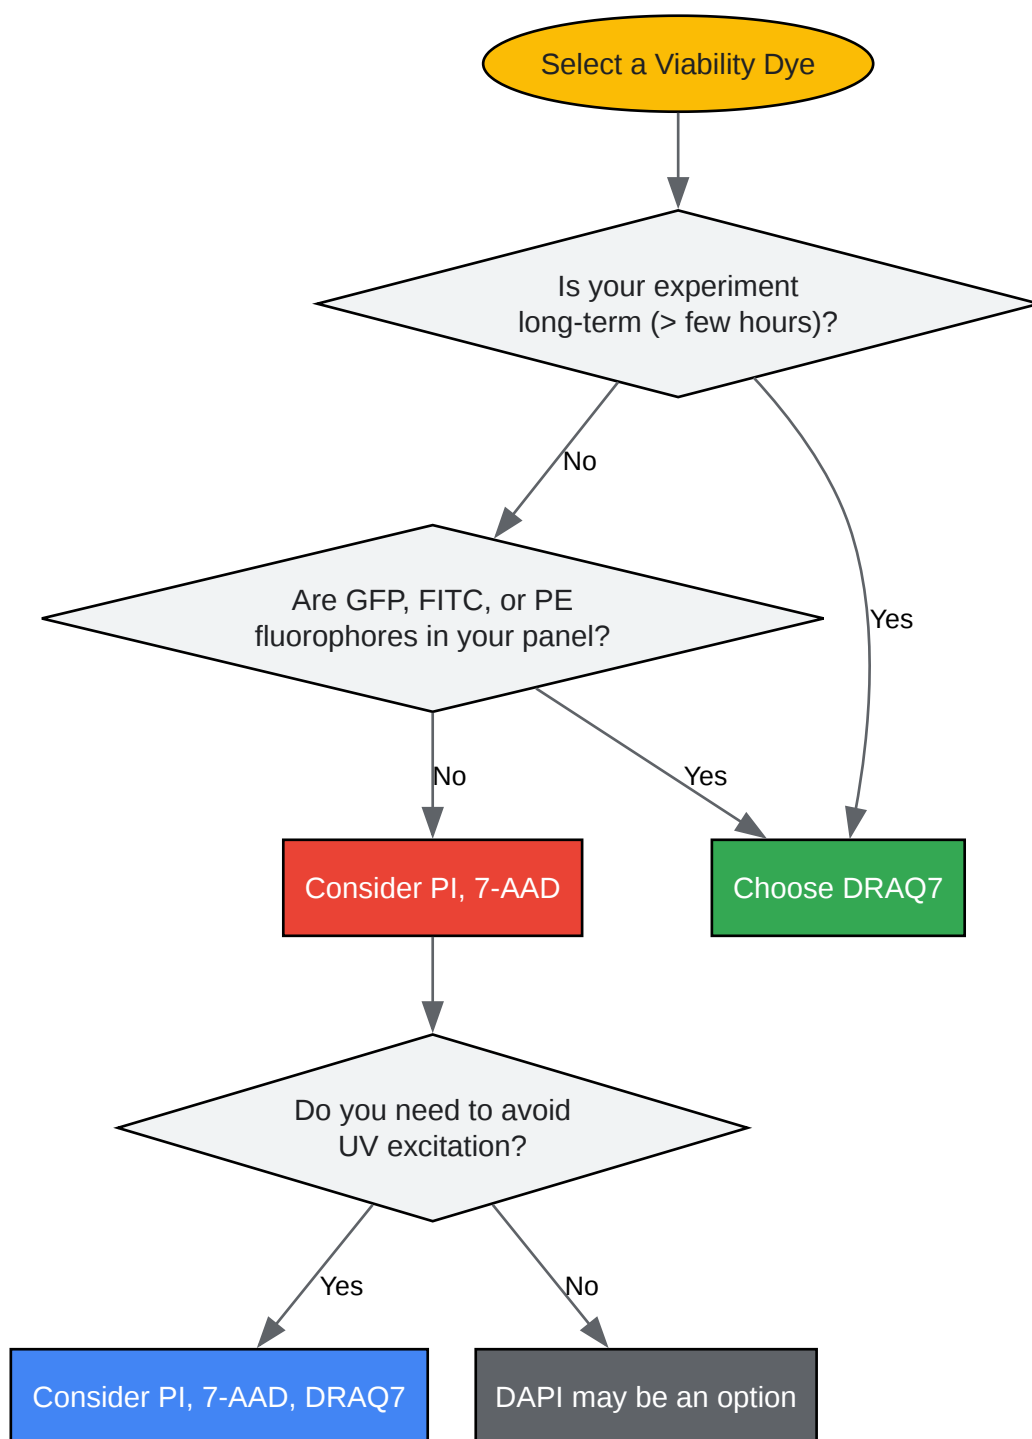 Select a Viability Dye
Is your experiment
long-term (> few hours)?
No
Yes
Are GFP, FITC, or PE
fluorophores in your panel?
No
Yes
Consider PI, 7-AAD
Choose DRAQ7
Do you need to avoid
UV excitation?
Yes
No
Consider PI, 7-AAD, DRAQ7
DAPI may be an option